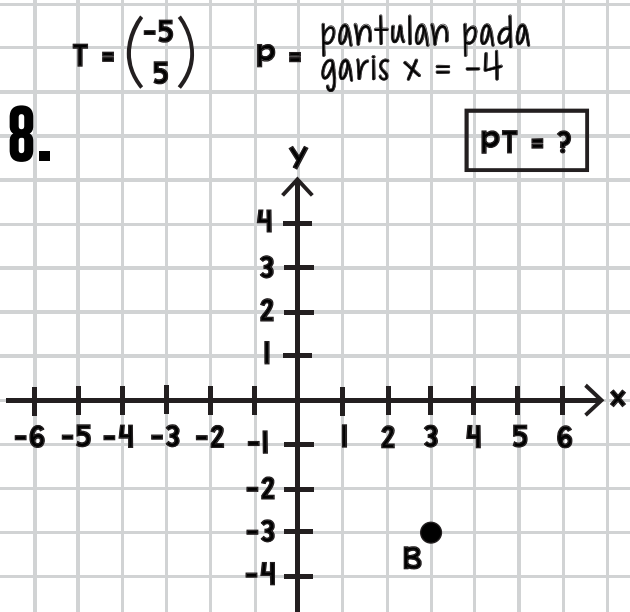 T = (-5 5) P = pantulan pada garis x = -4
8.
PT = ?
y
4
3
2
1
x
-6 -5 -4 -3 -2 1 2 3 4 5 6
-1
-2
-3
B
-4